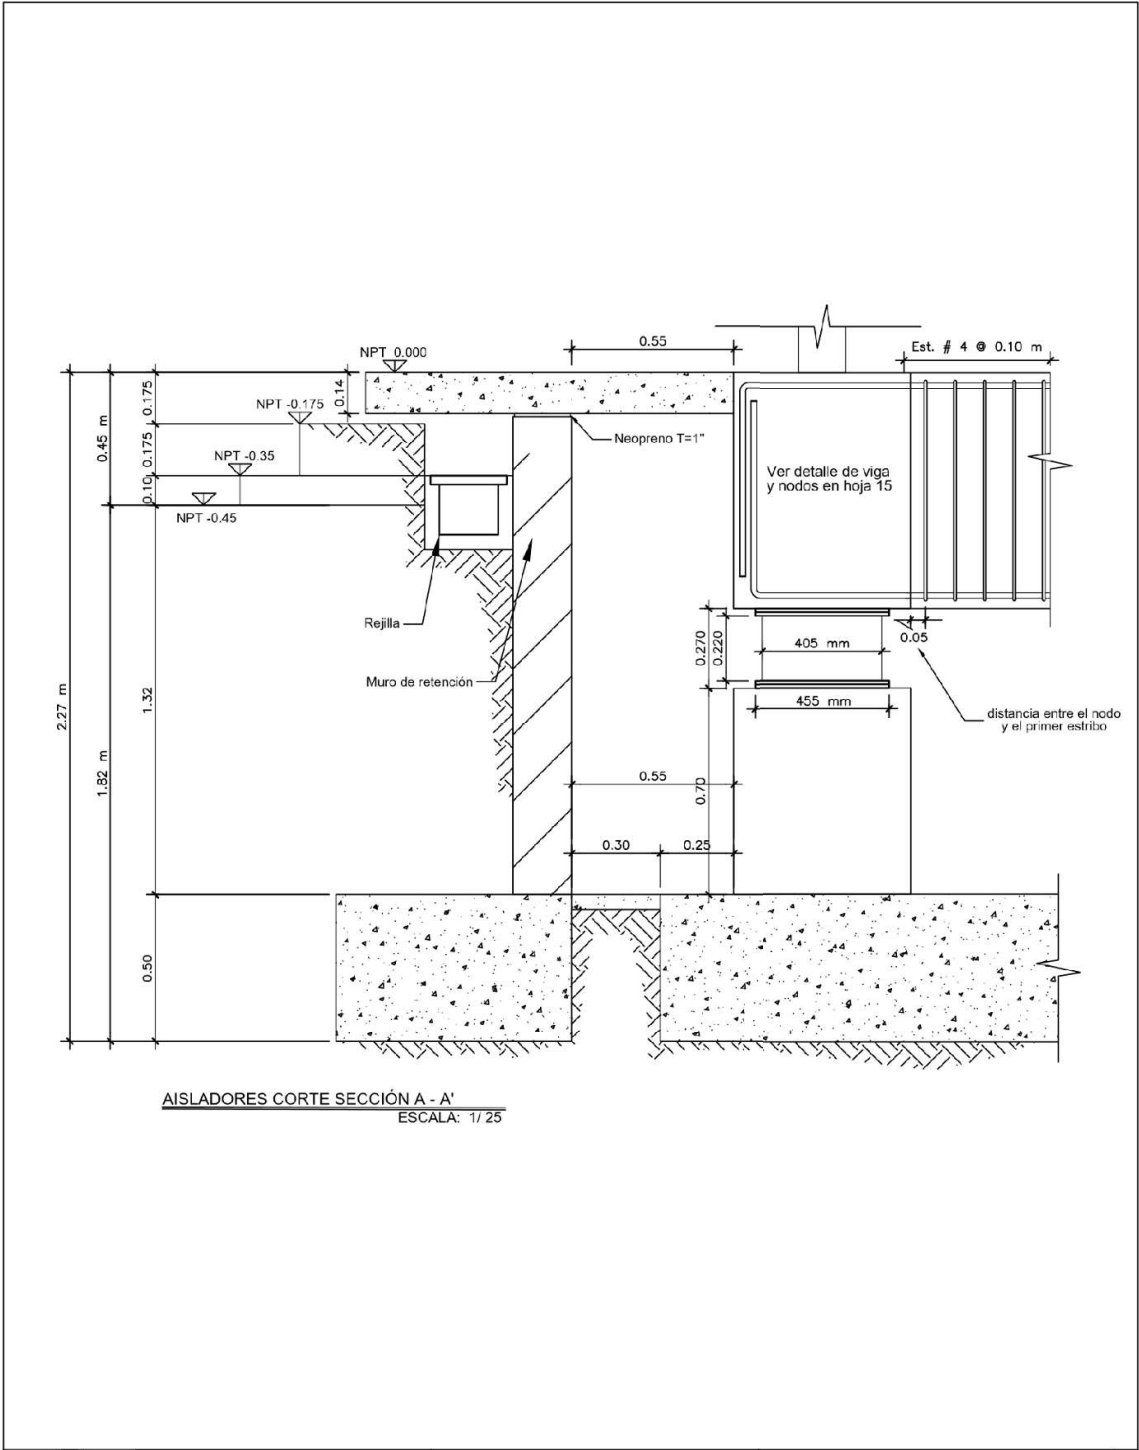 0.55
Est. # 4 @ 0.10 m
NPT 0.000
0.175
0.14
NPT -0.175
0.45 m
0.175
NPT -0.35
0.10
NPT -0.45
Neopreno T=1"
Ver detalle de viga
y nodos en hoja 15
Rejilla
Muro de retención
0.270
0.220
405 mm
0.05
455 mm
distancia entre el nodo
y el primer estribo
2.27 m
1.32
1.82 m
0.55
0.70
0.30
0.25
0.50
AISLADORES CORTE SECCIÓN A - A'
ESCALA: 1/ 25